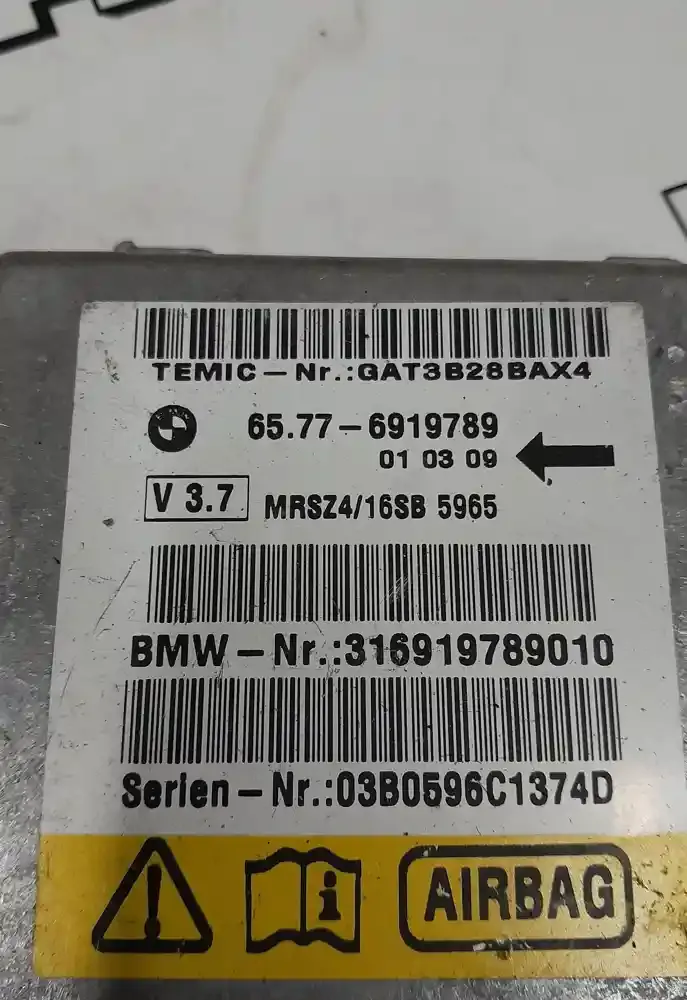 TEMIC-Nr.:GAT3B28BAX4
65.77-6919789
01 03 09
V 3.7 MRSZ4/16SB 5965
BMW-Nr.:316919789010
Serien-Nr.:03B0596C1374D
AIRBAG